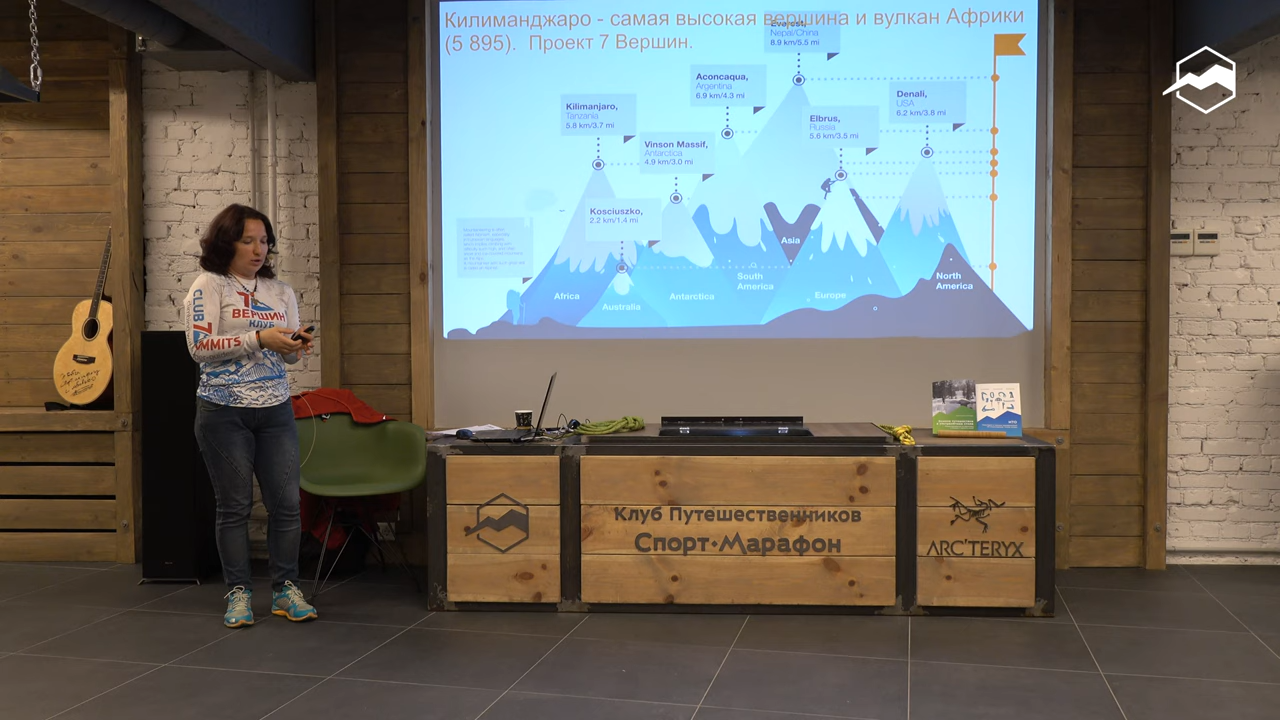 Килиманджаро - самая высокая вершина и вулкан Африки
(5 895). Проект 7 Вершин.
Everest,
Nepal/China
8.9 km/5.5 mi
Aconcaqua,
Argentina
6.9 km/4.3 mi
Denali,
USA
6.2 km/3.8 mi
Kilimanjaro,
Tanzania
5.8 km/3.7 mi
Elbrus,
Russia
5.6 km/3.5 mi
Vinson Massif,
Antarctica
4.9 km/3.0 mi
Kosciuszko,
2.2 km/1.4 mi
Asia
South
America
North
America
Africa
Australia
Antarctica
Europe
7
ВЕРШИН
КЛУБ
CLUB
7
MMITS
Клуб Путешественников
Спорт-Марафон
ARC'TERYX